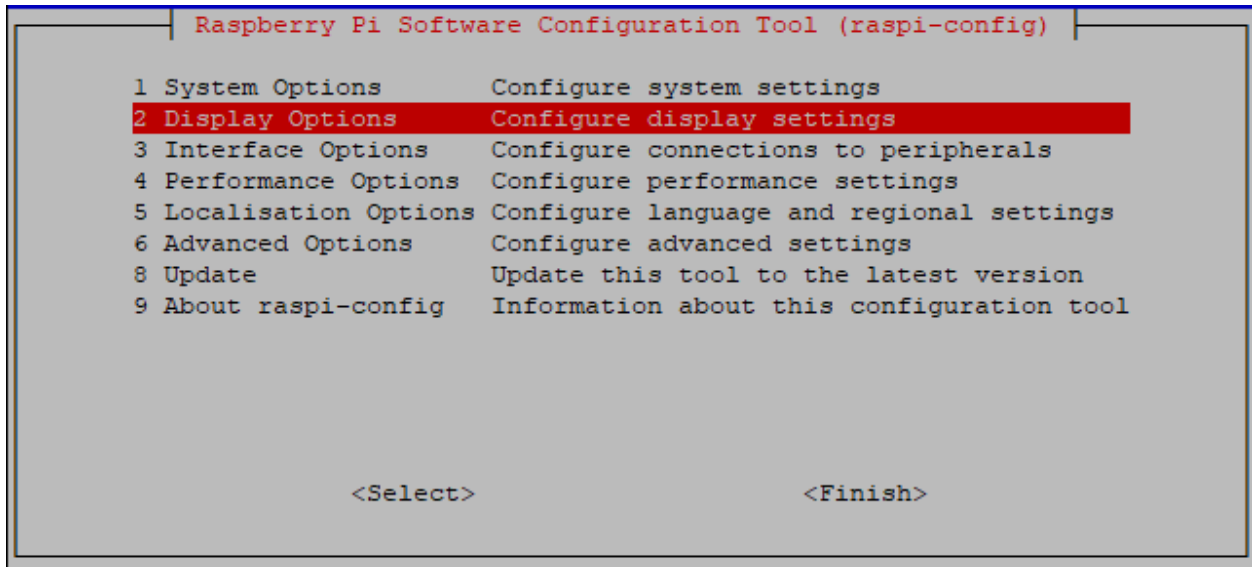 Raspberry Pi Software Configuration Tool (raspi-config)
1 System Options Configure system settings
2 Display Options Configure display settings
3 Interface Options Configure connections to peripherals
4 Performance Options Configure performance settings
5 Localisation Options Configure language and regional settings
6 Advanced Options Configure advanced settings
8 Update Update this tool to the latest version
9 About raspi-config Information about this configuration tool
<Select> <Finish>